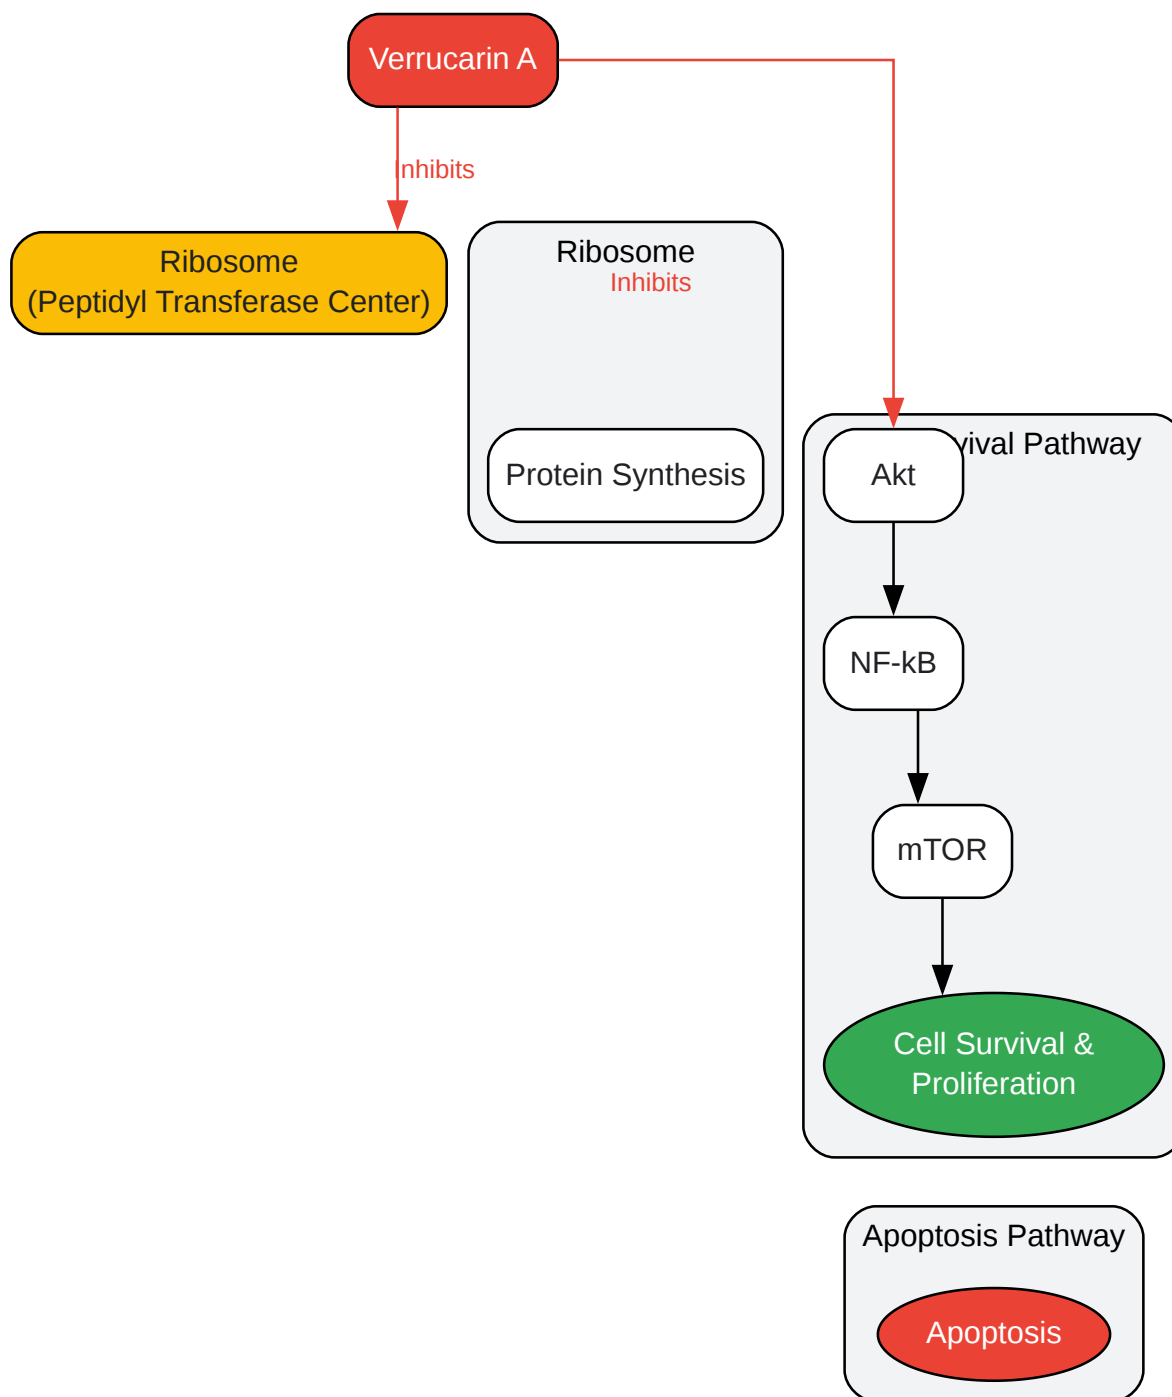 Verrucarin A
Inhibits
Ribosome
(Peptidyl Transferase Center)
Ribosome
Inhibits
Protein Synthesis
vival Pathway
Akt
NF-kB
mTOR
Cell Survival &
Proliferation
Apoptosis Pathway
Apoptosis